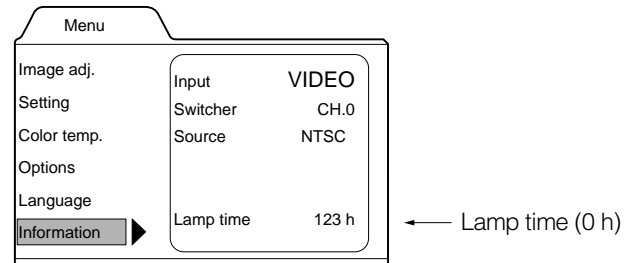 Menu
Image adj.
Setting
Color temp.
Options
Language
Information
Input VIDEO
Switcher CH.0
Source NTSC
Lamp time 123 h
Lamp time (0 h)